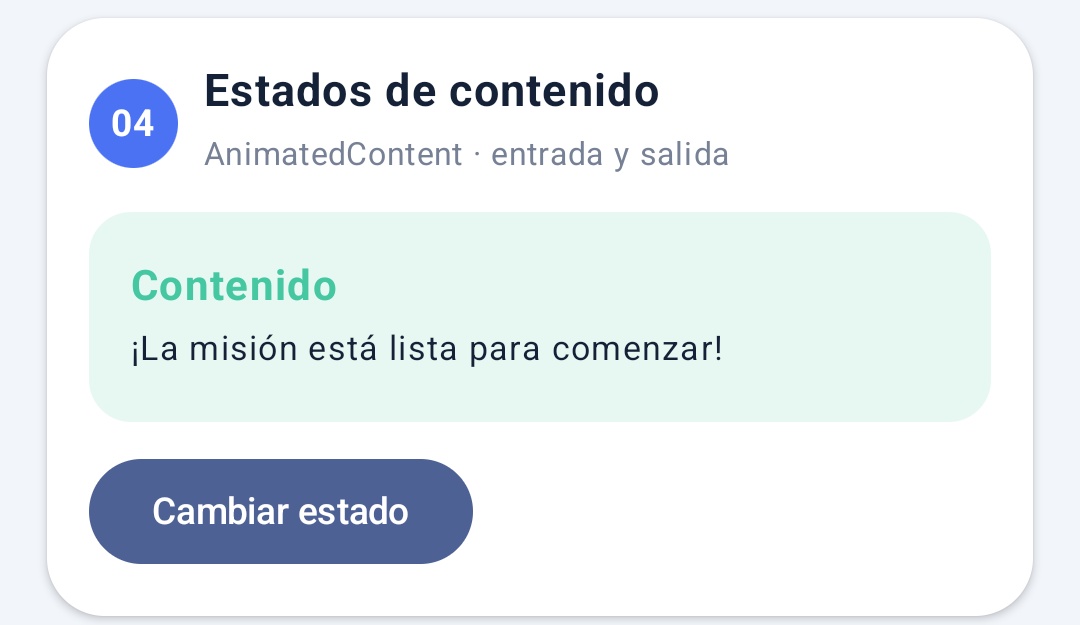 04
Estados de contenido
AnimatedContent · entrada y salida
Contenido
¡La misión está lista para comenzar!
Cambiar estado